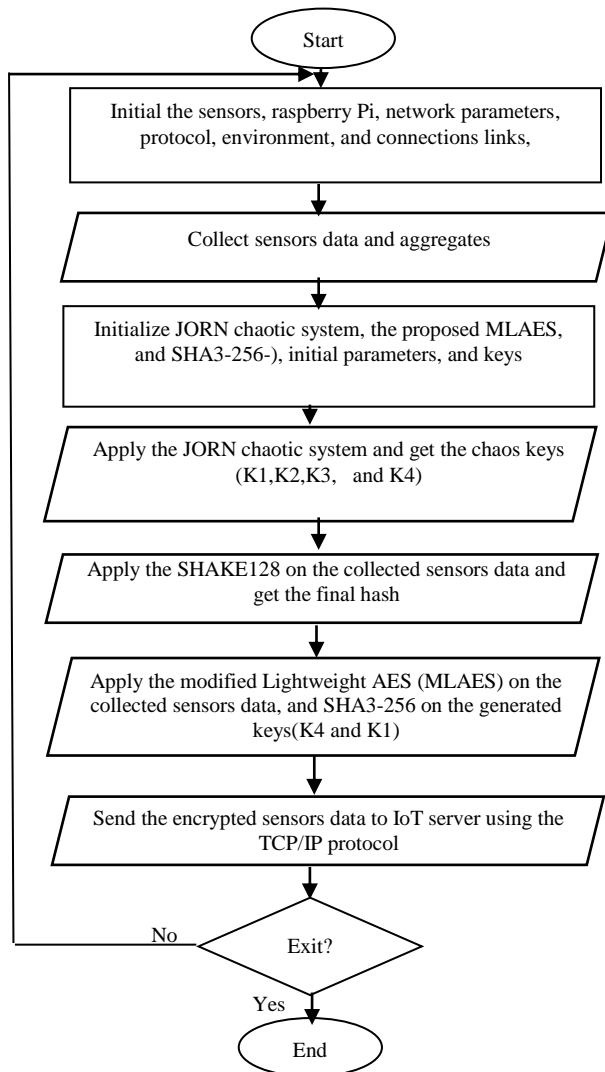 Start
Initial the sensors, raspberry Pi, network parameters,
protocol, environment, and connections links,
Collect sensors data and aggregates
Initialize JORN chaotic system, the proposed MLAES,
and SHA3-256-), initial parameters, and keys
Apply the JORN chaotic system and get the chaos keys
(K1,K2,K3, and K4)
Apply the SHAKE128 on the collected sensors data and
get the final hash
Apply the modified Lightweight AES (MLAES) on the
collected sensors data, and SHA3-256 on the generated
keys(K4 and K1)
Send the encrypted sensors data to IoT server using the
TCP/IP protocol
No
Exit?
Yes
End